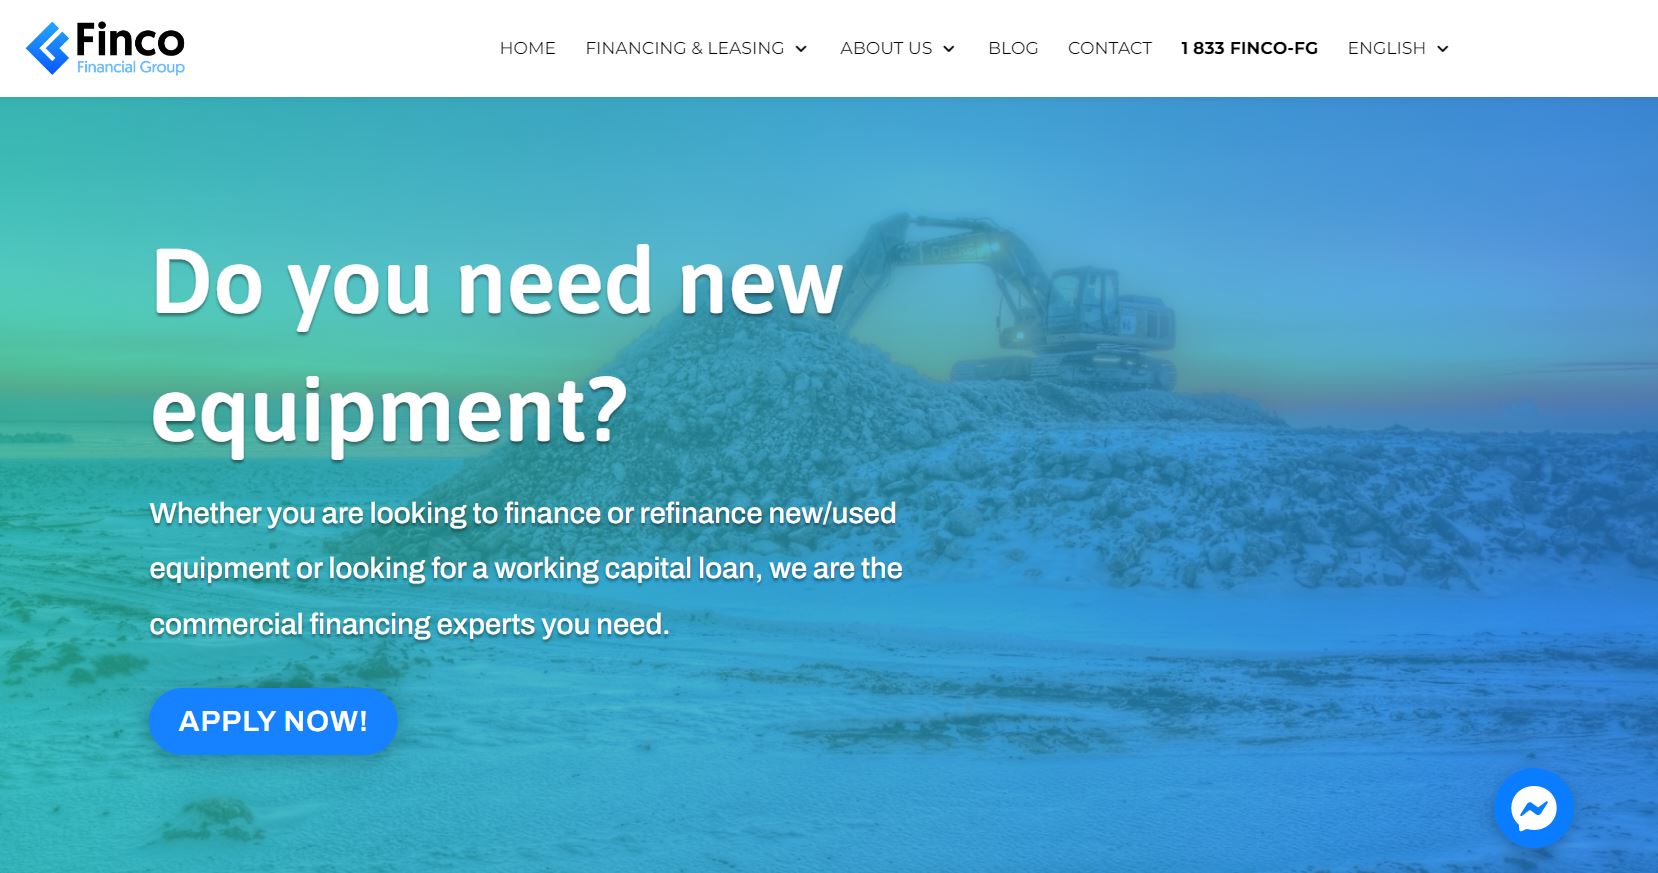 Finco
Financial Group
HOME FINANCING & LEASING ABOUT US BLOG CONTACT 1 833 FINCO-FG ENGLISH
Do you need new
equipment?
Whether you are looking to finance or refinance new/used
equipment or looking for a working capital loan, we are the
commercial financing experts you need.
APPLY NOW!